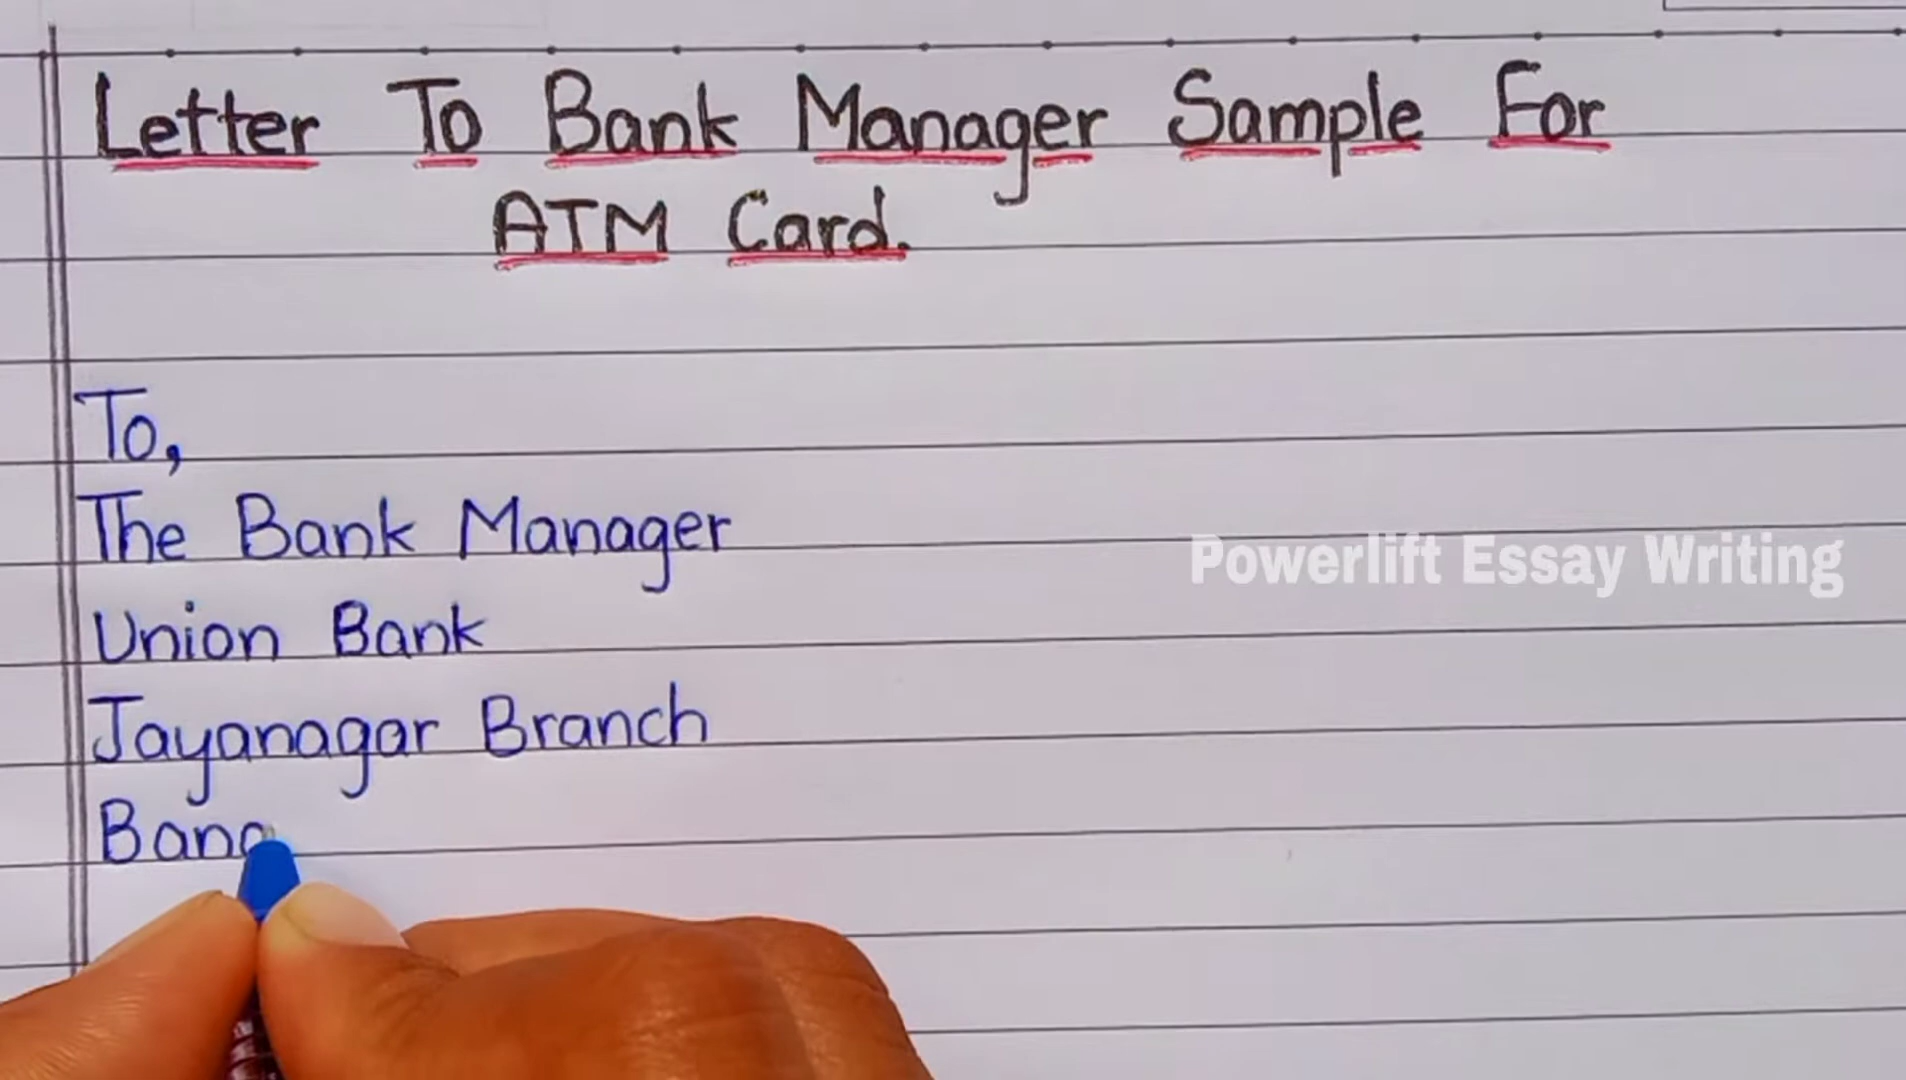 Letter To Bank Manager Sample For
ATM Card.
To,
The Bank Manager
Powerlift Essay Writing
Union Bank
Jayanagar Branch